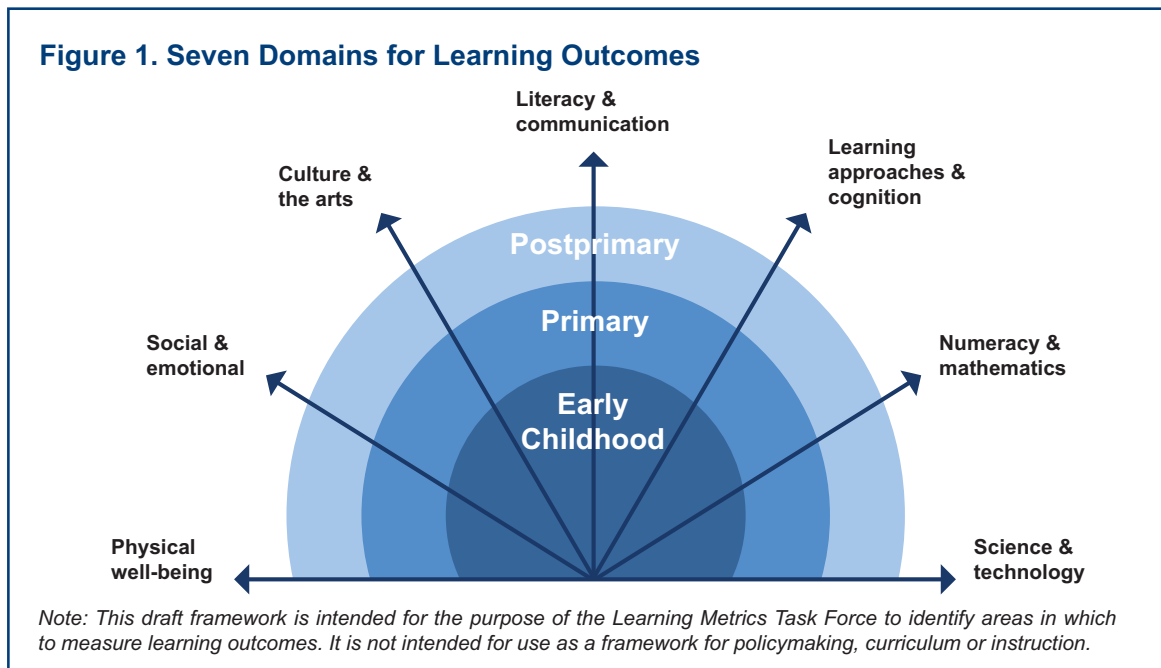 Figure 1. Seven Domains for Learning Outcomes
Literacy &
communication
Learning
approaches &
cognition
Culture &
the arts
Postprimary
Primary
Social &
emotional
Numeracy &
mathematics
Early
Childhood
Physical
well-being
Science &
technology
Note: This draft framework is intended for the purpose of the Learning Metrics Task Force to identify areas in which
to measure learning outcomes. It is not intended for use as a framework for policymaking, curriculum or instruction.